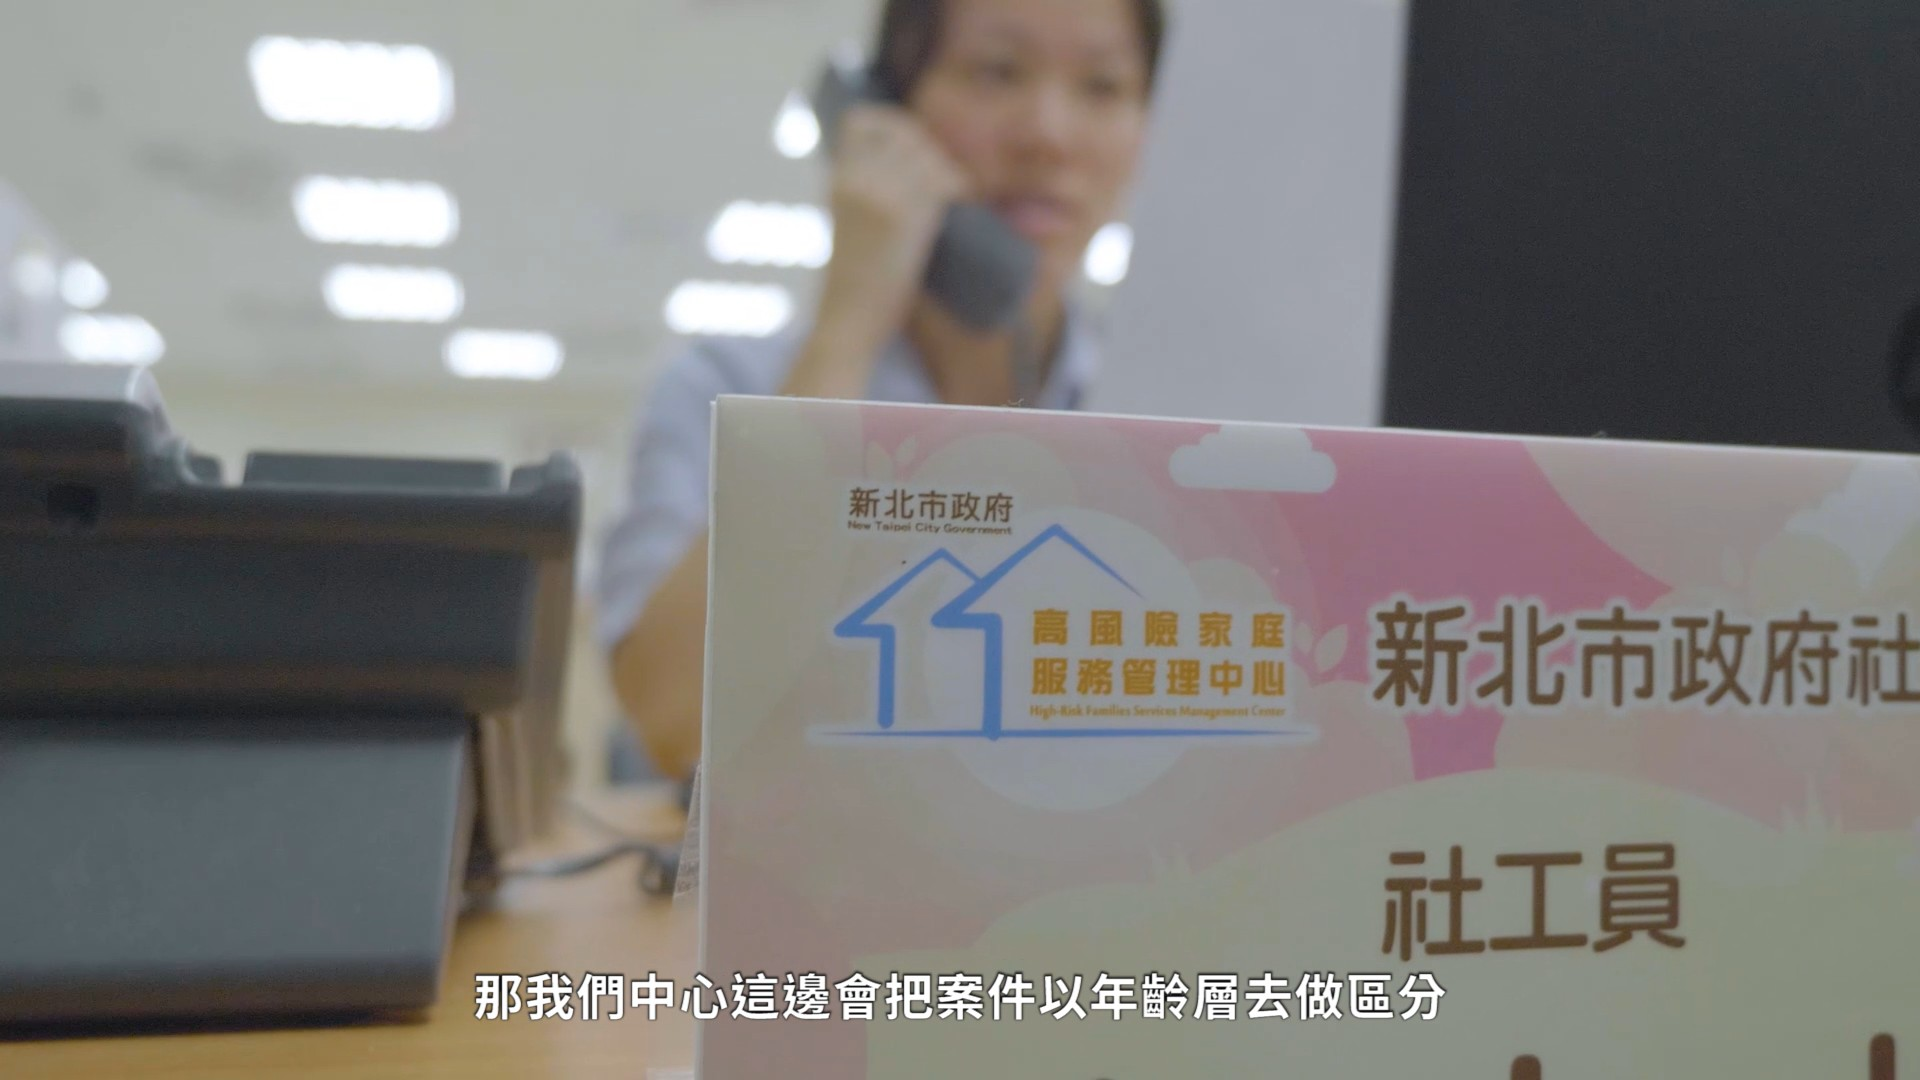 新北市政府
New Taipei City Government
高風險家庭
服務管理中心
High-Risk Families Services Management Center
新北市政府社
社工員
那我們中心這邊會把案件以年齡層去做區分